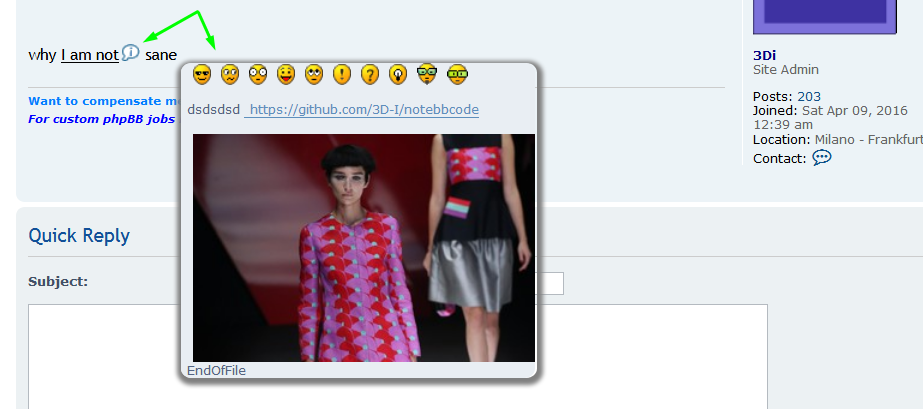 why I am not sane
3Di
Site Admin
Posts: 203
Joined: Sat Apr 09, 2016
12:39 am
Location: Milano - Frankfurt
Contact:
Want to compensate m
For custom phpBB jobs
dsdsdsd https://github.com/3D-I/notebbcode
EndOfFile
Quick Reply
Subject: